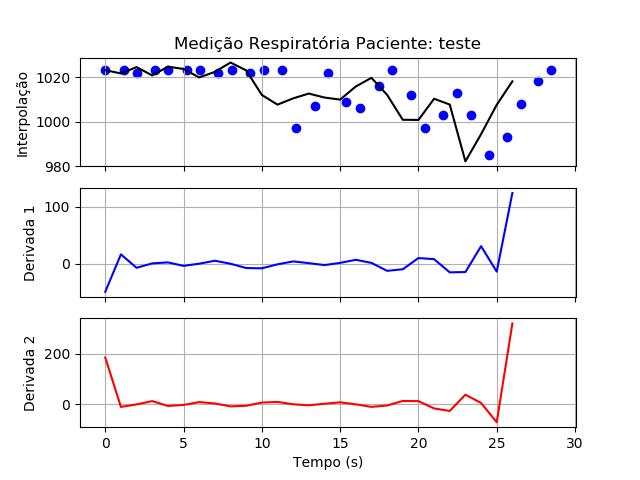 Medição Respiratória Paciente: teste
Interpolação
1020
1000
980
Derivada 1
100
0
Derivada 2
200
0
0 5 10 15 20 25 30
Tempo (s)